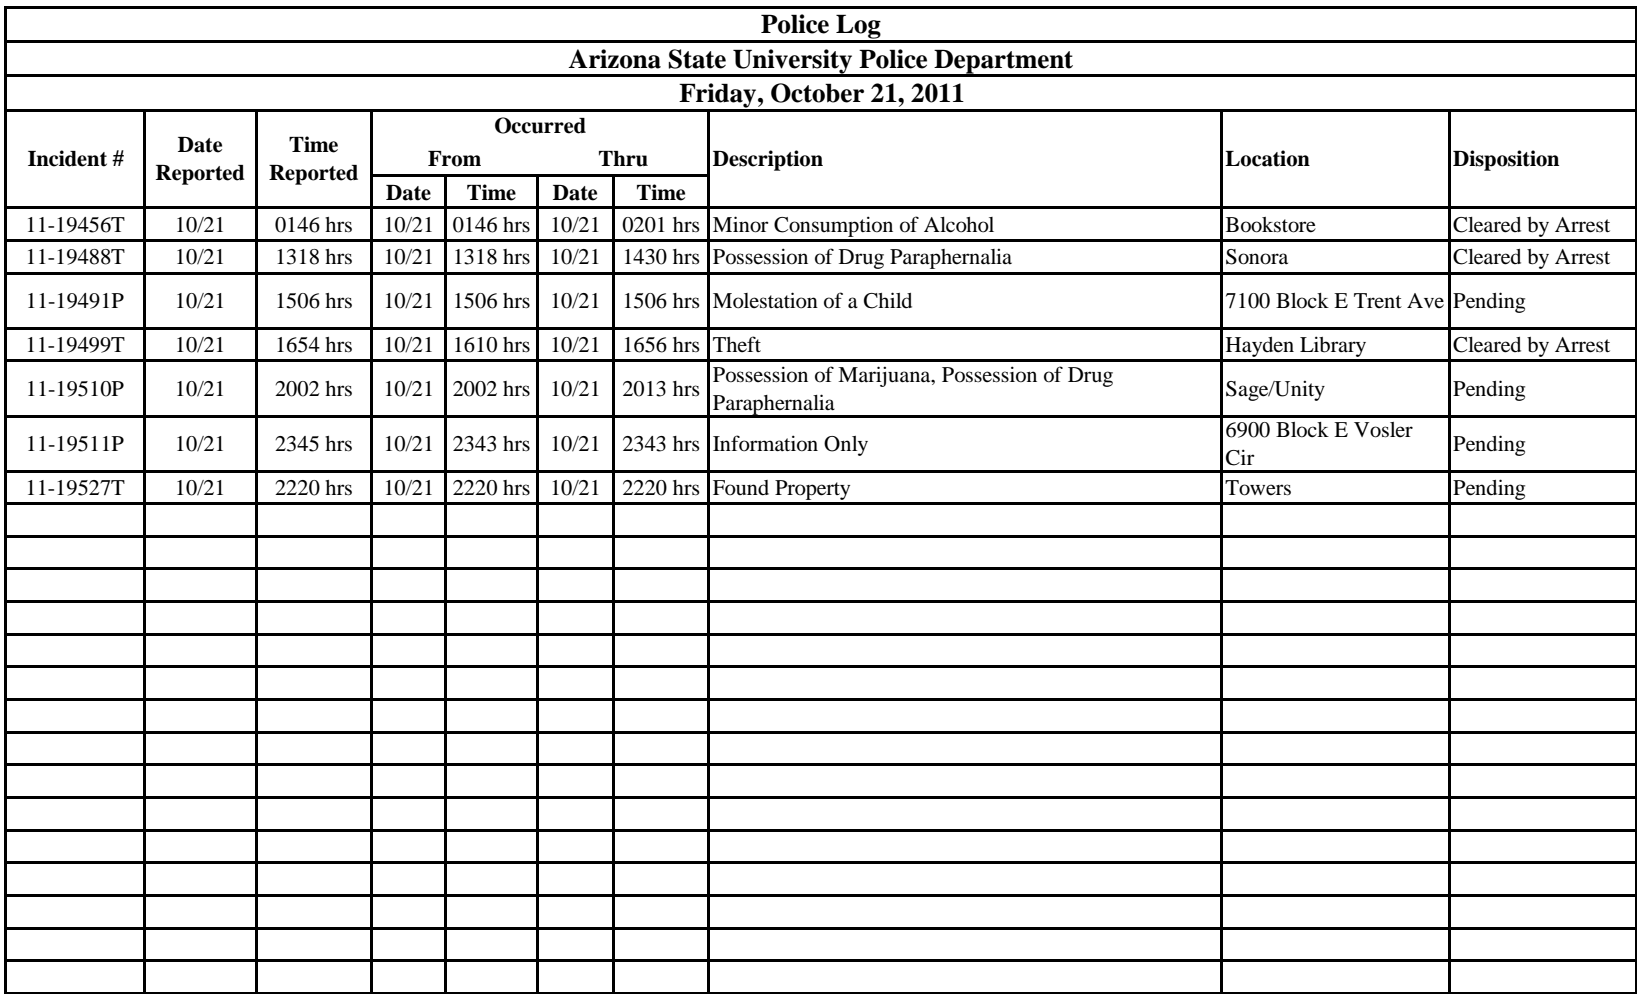 Police Log
Arizona State University Police Department
Friday, October 21, 2011
Incident # Date Reported Time Reported Occurred From Thru Description Location Disposition
Date Time Date Time
11-19456T 10/21 0146 hrs 10/21 0146 hrs 10/21 0201 hrs Minor Consumption of Alcohol Bookstore Cleared by Arrest
11-19488T 10/21 1318 hrs 10/21 1318 hrs 10/21 1430 hrs Possession of Drug Paraphernalia Sonora Cleared by Arrest
11-19491P 10/21 1506 hrs 10/21 1506 hrs 10/21 1506 hrs Molestation of a Child 7100 Block E Trent Ave Pending
11-19499T 10/21 1654 hrs 10/21 1610 hrs 10/21 1656 hrs Theft Hayden Library Cleared by Arrest
11-19510P 10/21 2002 hrs 10/21 2002 hrs 10/21 2013 hrs Possession of Marijuana, Possession of Drug Paraphernalia Sage/Unity Pending
11-19511P 10/21 2345 hrs 10/21 2343 hrs 10/21 2343 hrs Information Only 6900 Block E Vosler Cir Pending
11-19527T 10/21 2220 hrs 10/21 2220 hrs 10/21 2220 hrs Found Property Towers Pending